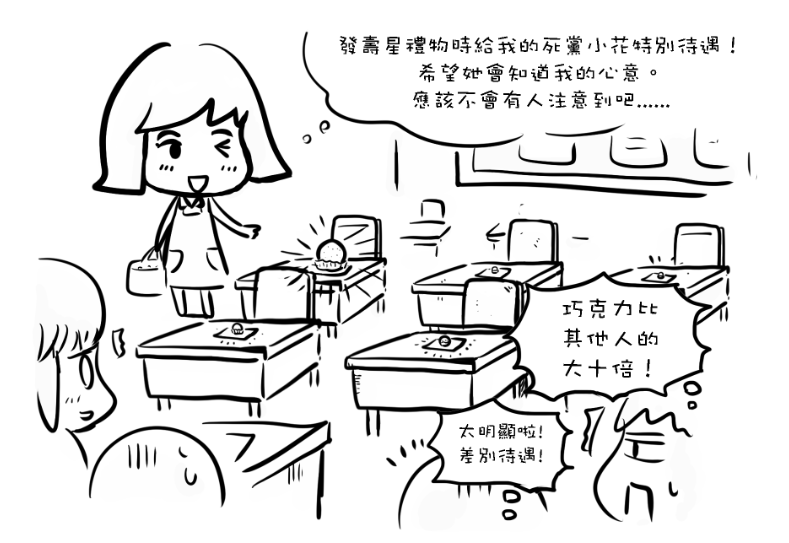 發壽星禮物時給我的死黨小花特別待遇！
希望她會知道我的心意。
應該不會有人注意到吧......
巧克力比
其他人的
大十倍！
太明顯啦!
差別待遇!